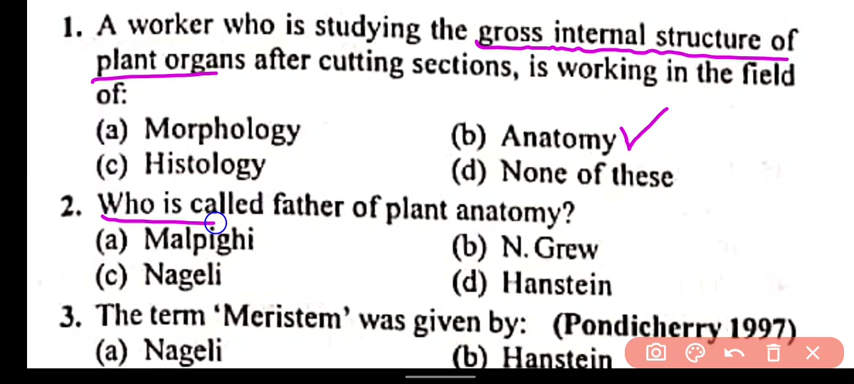 1. A worker who is studying the gross internal structure of
plant organs after cutting sections, is working in the field
of:
(a) Morphology (b) Anatomy
(c) Histology (d) None of these
2. Who is called father of plant anatomy?
(a) Malpighi (b) N. Grew
(c) Nageli (d) Hanstein
3. The term ‘Meristem’ was given by: (Pondicherry 1997)
(a) Nageli (b) Hanstein